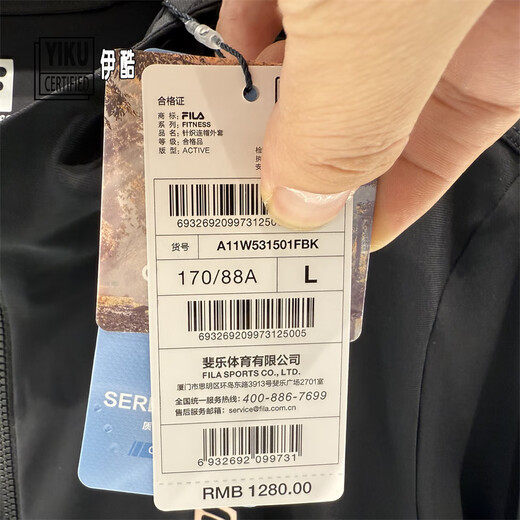 YIKU
CERTIFIED
伊酷
合格证
商 标: FILA
系 列: FITNESS
品 名: 针织连帽外套
等 级: 合格品
版 型: ACTIVE
检
执
安
货号 A11W531501FBK
170/88A L
693269209973125005
斐乐体育有限公司
FILA SPORTS CO., LTD.
厦门市思明区环岛东路3913号斐乐广场2701室
全国统一服务热线: 400-886-7699
售后服务邮箱: service@fila.com.cn
6 932692 099731
RMB 1280.00